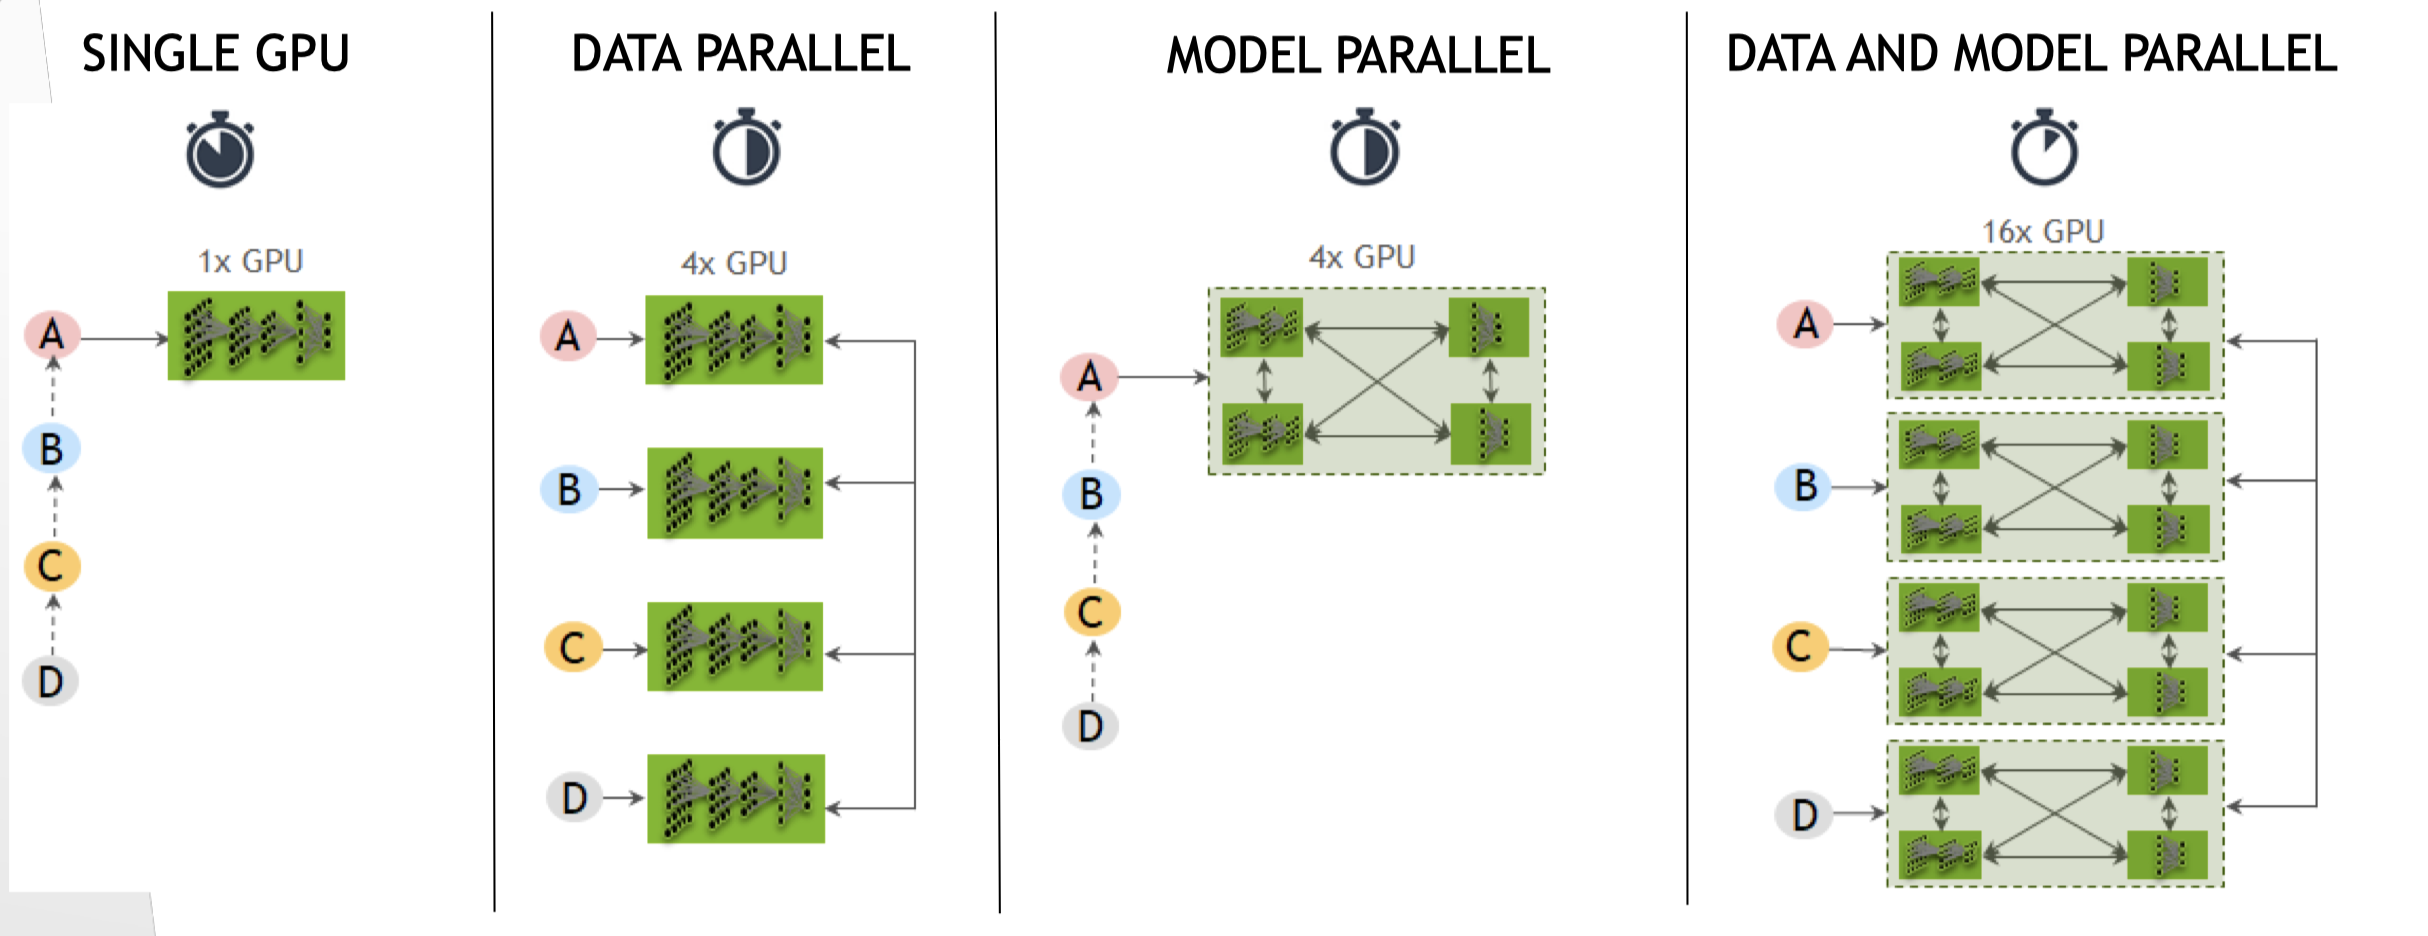 SINGLE GPU
1x GPU
A
B
C
D
DATA PARALLEL
4x GPU
A
B
C
D
MODEL PARALLEL
4x GPU
A
B
C
D
DATA AND MODEL PARALLEL
16x GPU
A
B
C
D